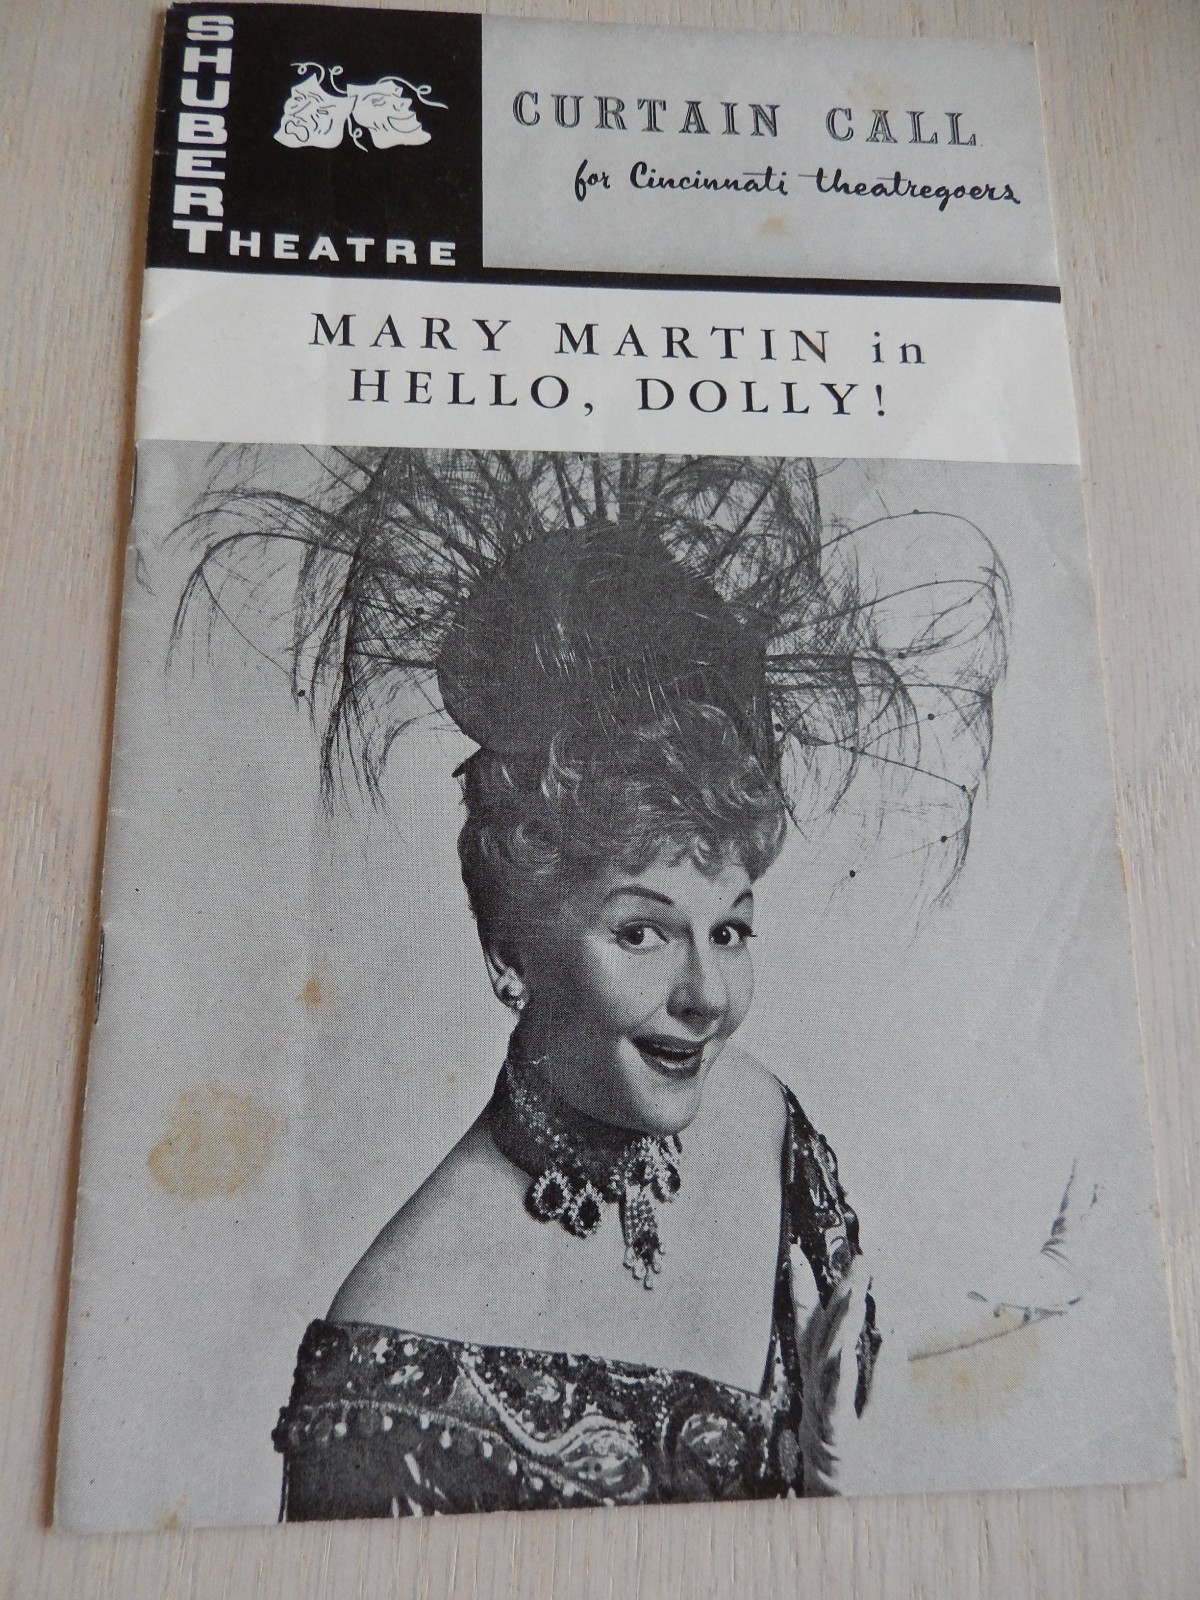 SHUBERT
THEATRE
CURTAIN CALL
for Cincinnati theatregoers
MARY MARTIN in
HELLO, DOLLY!